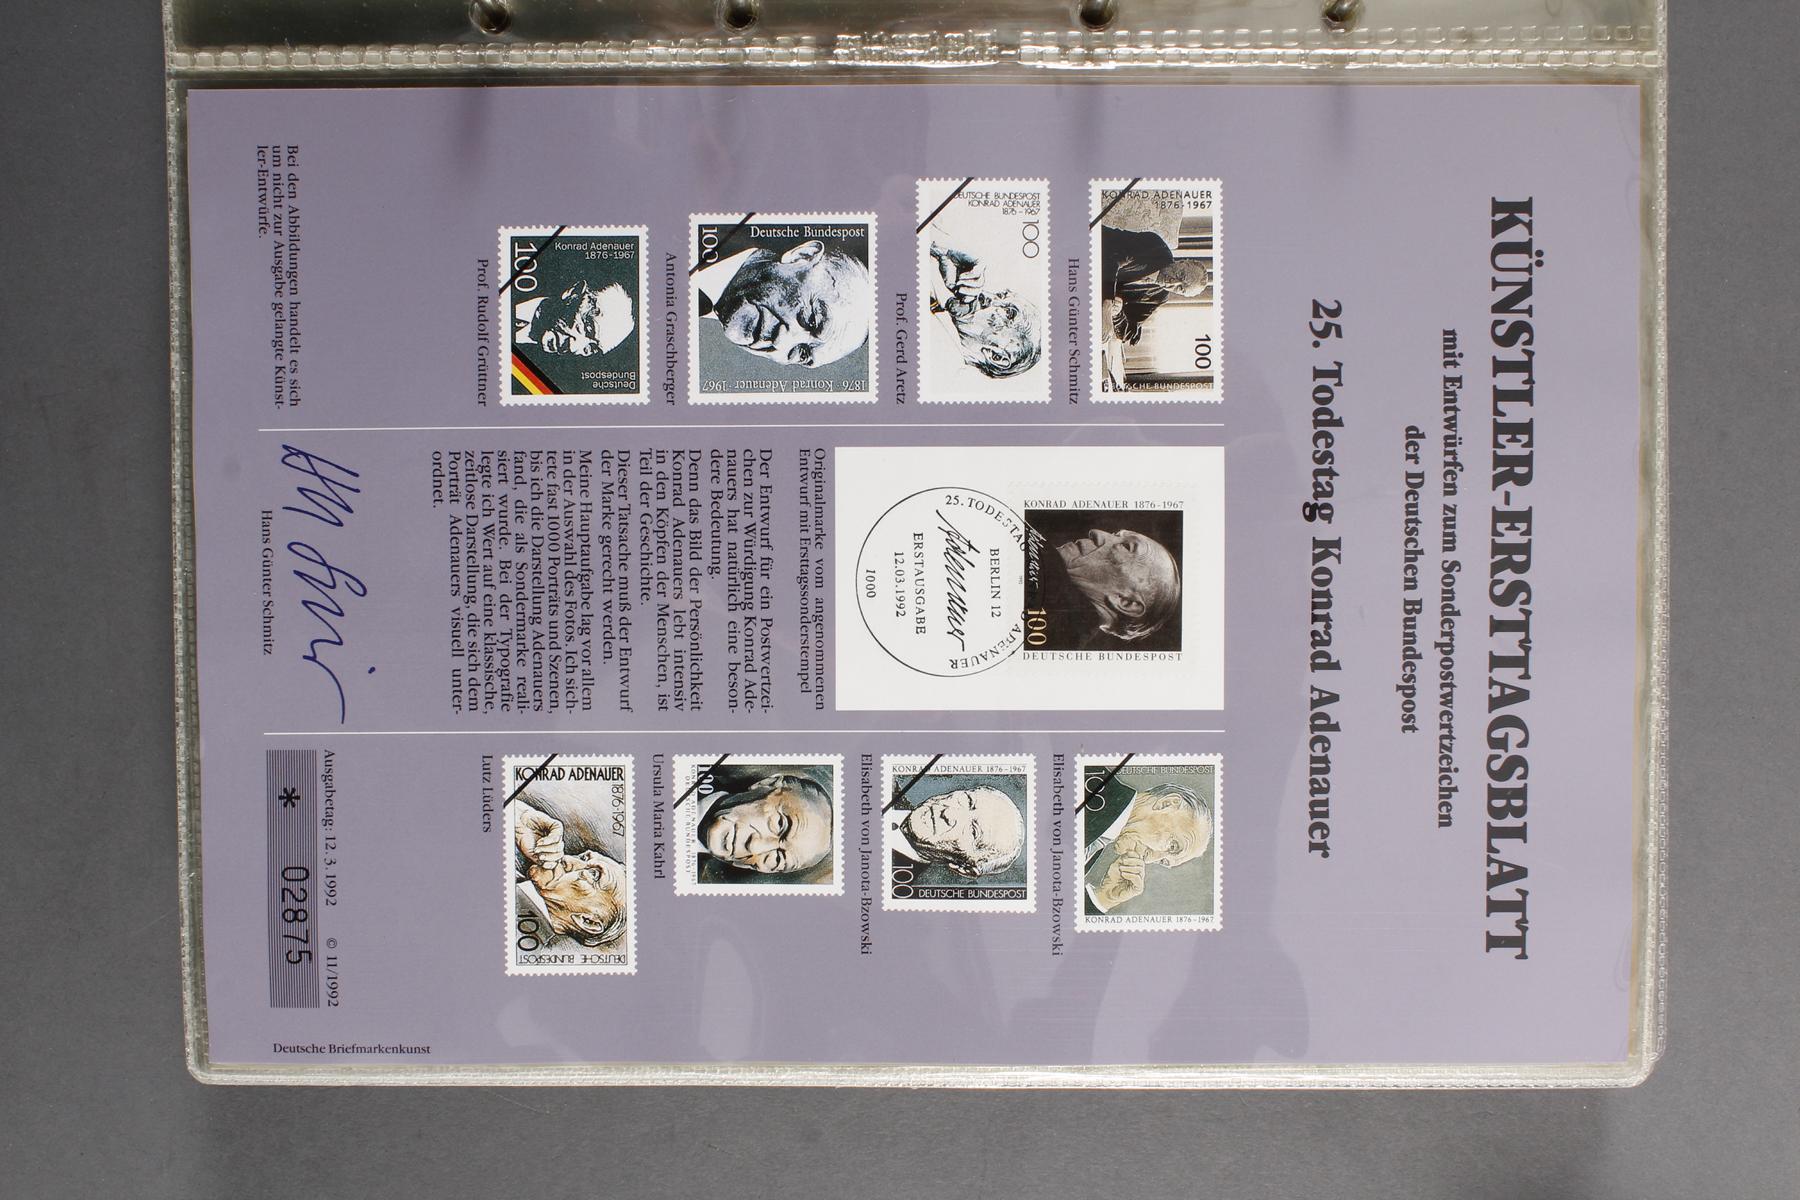 KÜNSTLER-ERSTTAGSBLATT
mit Entwürfen zum Sonderpostwertzeichen
der Deutschen Bundespost
25. Todestag Konrad Adenauer
KONRAD ADENAUER
1876-1967
100
DEUTSCHE BUNDESPOST
Hans Günter Schmitz
DEUTSCHE BUNDESPOST
KONRAD ADENAUER
1876-1967
100
Prof. Gerd Aretz
Deutsche Bundespost
100
1876 · Konrad Adenauer · 1967
Antonia Graschberger
Konrad Adenauer
1876-1967
100
Deutsche
Bundespost
Prof. Rudolf Grüttner
Bei den Abbildungen handelt es sich
um nicht zur Ausgabe gelangte Künst-
ler-Entwürfe.
KONRAD ADENAUER 1876-1967
100
DEUTSCHE BUNDESPOST
25. TODESTAG
ADENAUER
BERLIN 12
Adenauer
ERSTAUSGABE
12.03.1992
1000
Originalmarke vom angenommenen
Entwurf mit Ersttagssonderstempel
Der Entwurf für ein Postwertzei-
chen zur Würdigung Konrad Ade-
nauers hat natürlich eine beson-
dere Bedeutung.
Denn das Bild der Persönlichkeit
Konrad Adenauers lebt intensiv
in den Köpfen der Menschen, ist
Teil der Geschichte.
Dieser Tatsache muß der Entwurf
der Marke gerecht werden.
Meine Hauptaufgabe lag vor allem
in der Auswahl des Fotos. Ich sich-
tete fast 1000 Porträts und Szenen,
bis ich die Darstellung Adenauers
fand, die als Sondermarke reali-
siert wurde. Bei der Typografie
legte ich Wert auf eine klassische,
zeitlose Darstellung, die sich dem
Porträt Adenauers visuell unter-
ordnet.
Hans Günter Schmitz
100
DEUTSCHE BUNDESPOST
KONRAD ADENAUER 1876-1967
Elisabeth von Janota-Bzowski
KONRAD ADENAUER 1876-1967
100
DEUTSCHE BUNDESPOST
Elisabeth von Janota-Bzowski
100
KONRAD ADENAUER 1876-1967
DEUTSCHE BUNDESPOST
Ursula Maria Kahrl
KONRAD ADENAUER
1876-1967
100
DEUTSCHE
BUNDESPOST
Lutz Lüders
Ausgabetag: 12. 3. 1992 © 11/1992
* 02875
Deutsche Briefmarkenkunst